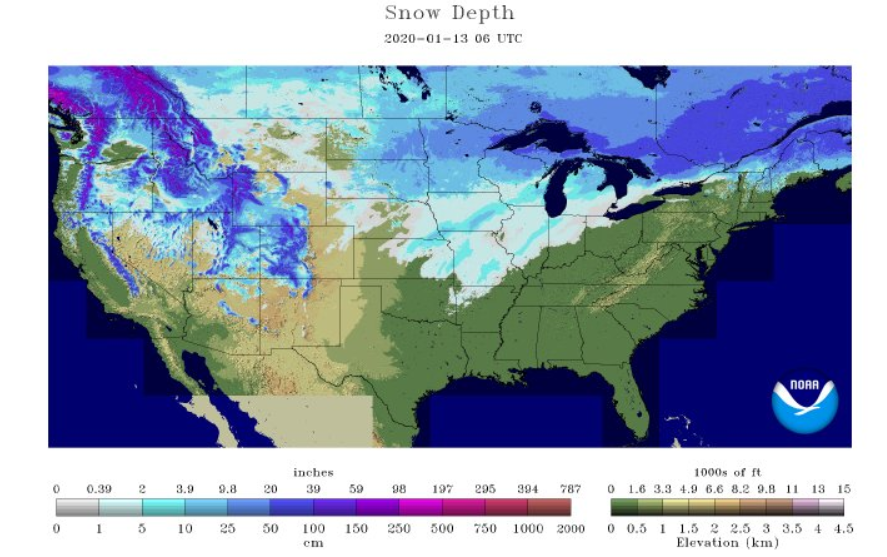 Snow Depth
2020-01-13 06 UTC
NOAA
inches
0 0.39 2 3.9 9.8 20 39 59 98 197 295 394 787
0 1 5 10 25 50 100 150 250 500 750 1000 2000
cm
1000s of ft
0 1.6 3.3 4.9 6.6 8.2 9.8 11 13 15
0 0.5 1 1.5 2 2.5 3 3.5 4 4.5
Elevation (km)